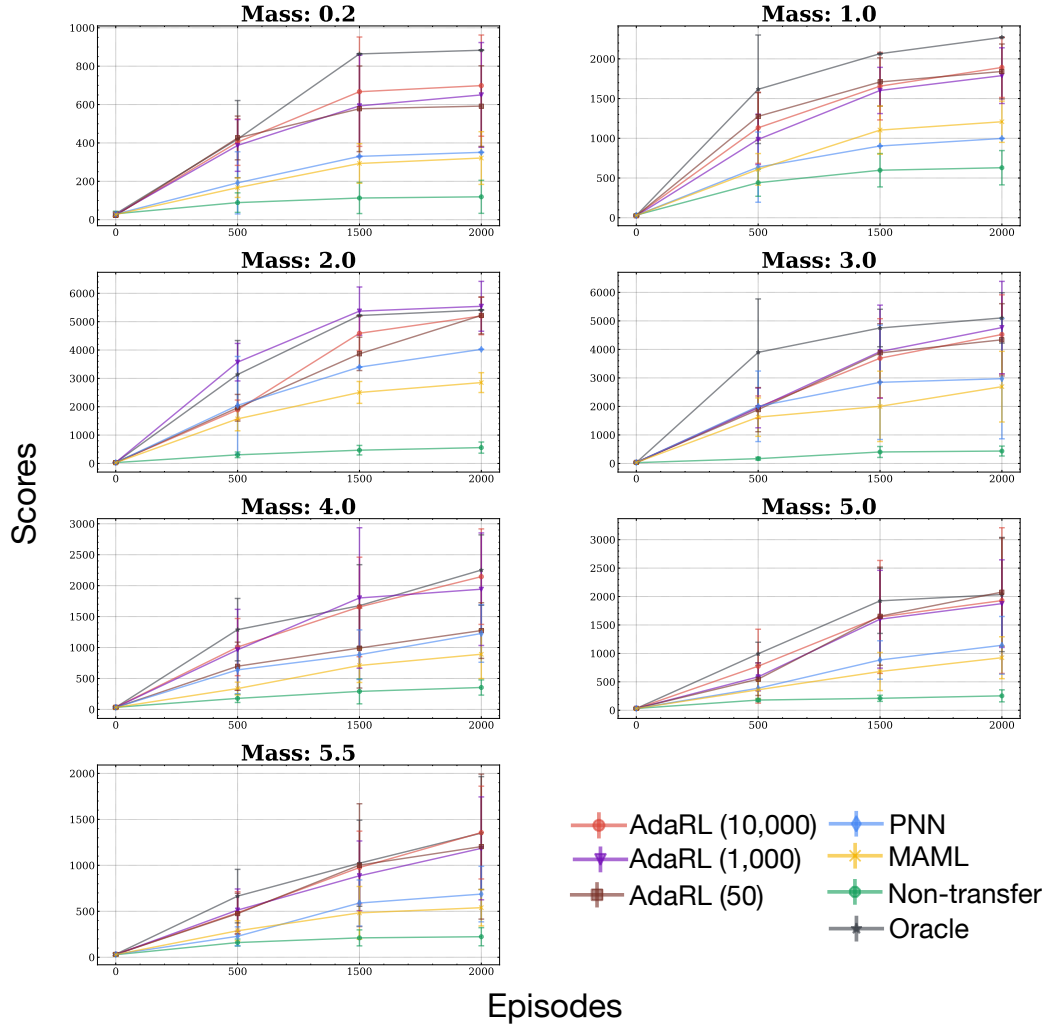 Mass: 0.2
1000
800
600
400
200
0
0 500 1500 2000
Mass: 1.0
2000
1500
1000
500
0
0 500 1500 2000
Mass: 2.0
6000
5000
4000
3000
2000
1000
0
0 500 1500 2000
Mass: 3.0
6000
5000
4000
3000
2000
1000
0
0 500 1500 2000
Scores
Mass: 4.0
3000
2500
2000
1500
1000
500
0
0 500 1500 2000
Mass: 5.0
3000
2500
2000
1500
1000
500
0
0 500 1500 2000
Mass: 5.5
2000
1500
1000
500
0
0 500 1500 2000
AdaRL (10,000)
AdaRL (1,000)
AdaRL (50)
PNN
MAML
Non-transfer
Oracle
Episodes